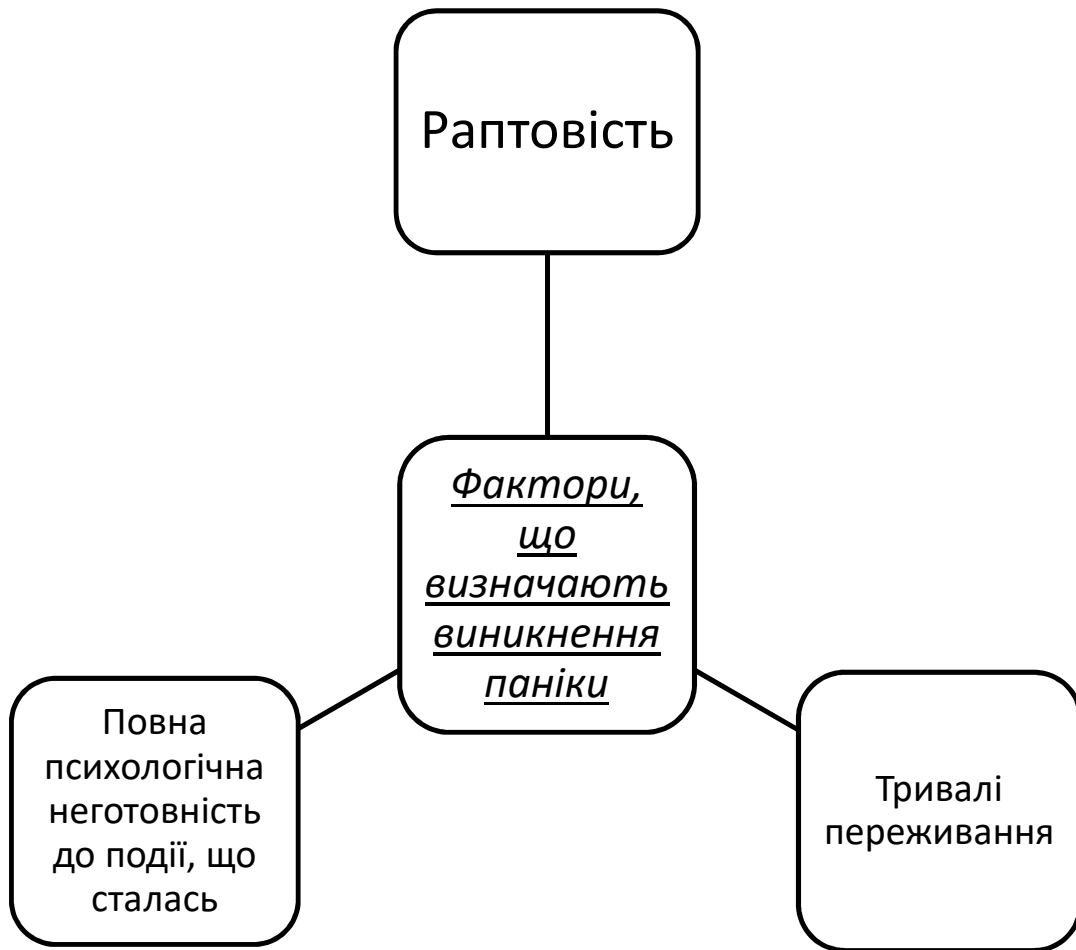 Раптовість
Фактори,
що
визначають
виникнення
паніки
Повна
психологічна
неготовність
до події, що
сталась
Тривалі
переживання